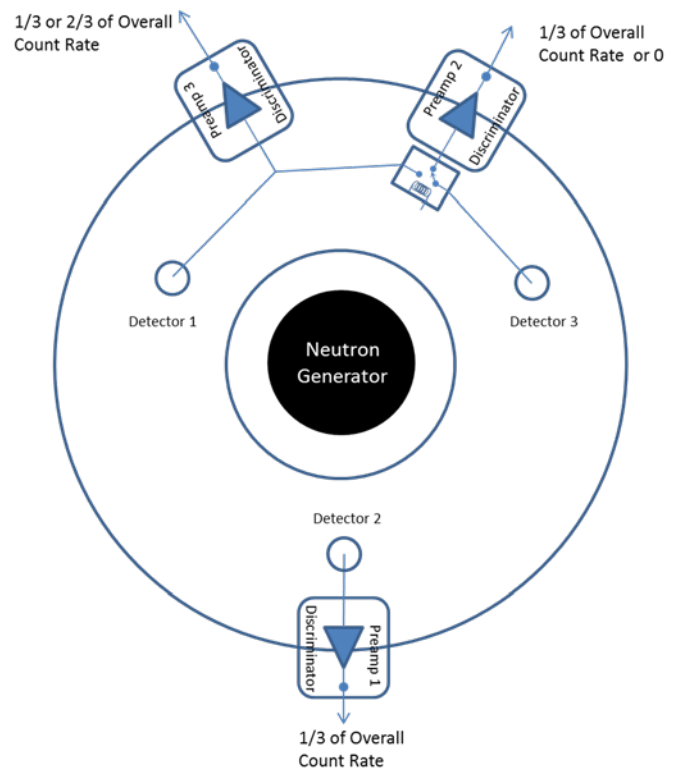 1/3 or 2/3 of Overall
Count Rate
1/3 of Overall
Count Rate or 0
Preamp 3
Discriminator
Preamp 2
Discriminator
Detector 1
Detector 3
Neutron
Generator
Detector 2
Discriminator
Preamp 1
1/3 of Overall
Count Rate